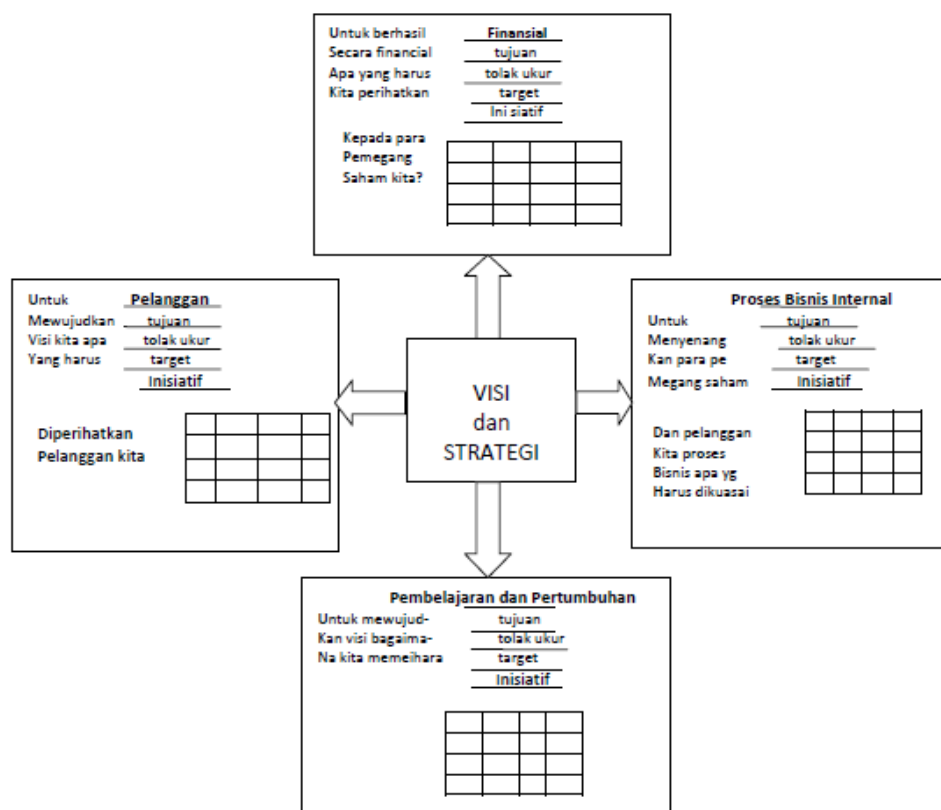 Untuk berhasil Finansial
Secara financial tujuan
Apa yang harus tolak ukur
Kita perihatkan target
Ini siatif
Kepada para
Pemegang
Saham kita?
Untuk Pelanggan
Mewujudkan tujuan
Visi kita apa tolak ukur
Yang harus target
Inisiatif
Diperihatkan
Pelanggan kita
VISI
dan
STRATEGI
Proses Bisnis Internal
Untuk tujuan
Menyenang tolak ukur
Kan para pe target
Megang saham Inisiatif
Dan pelanggan
Kita proses
Bisnis apa yg
Harus dikuasai
Pembelajaran dan Pertumbuhan
Untuk mewujud- tujuan
Kan visi bagaima- tolak ukur
Na kita memeihara target
Inisiatif